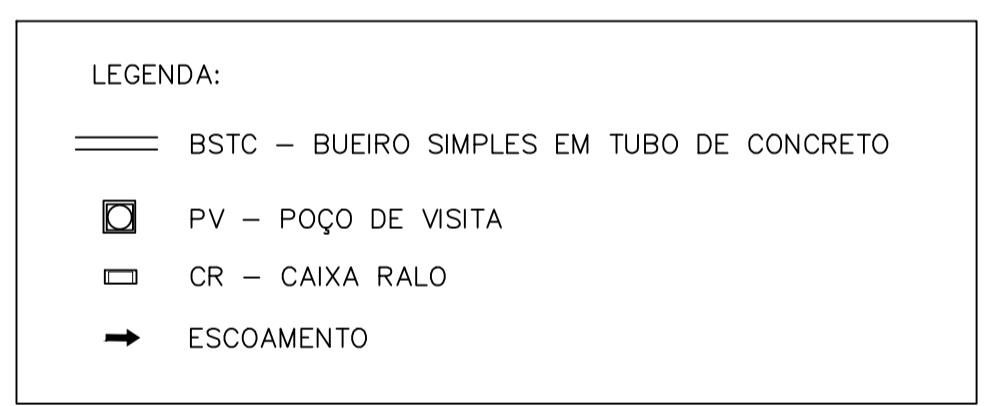 LEGENDA:
BSTC – BUEIRO SIMPLES EM TUBO DE CONCRETO
PV – POÇO DE VISITA
CR – CAIXA RALO
ESCOAMENTO